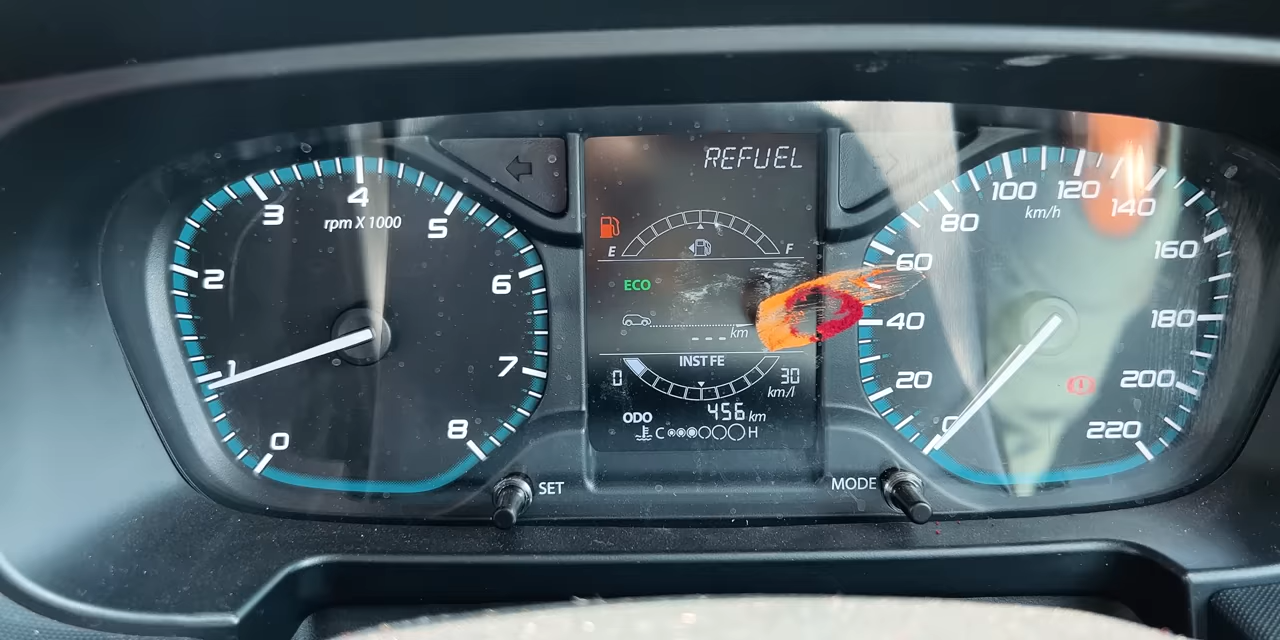 0
1
2
3
4
5
6
7
8
rpm X 1000
SET
REFUEL
E
F
ECO
--- km
INST FE
0
30
km/l
ODO 456 km
C H
MODE
0
20
40
60
80
100
120
140
160
180
200
220
km/h